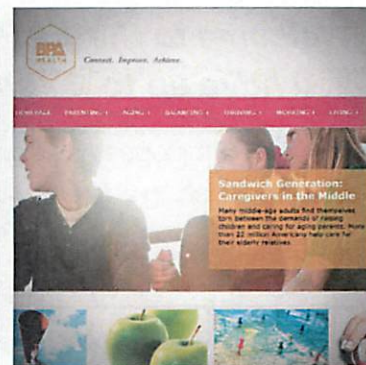 BPA
HEALTH
Connect. Improve. Achieve.
HOME PAGE PARENTING AGING BALANCING THRIVING WORKING LIVING
Sandwich Generation:
Caregivers in the Middle
Many middle-age adults find themselves
torn between the demands of raising
children and caring for aging parents. More
than 22 million Americans help care for
their elderly relatives.